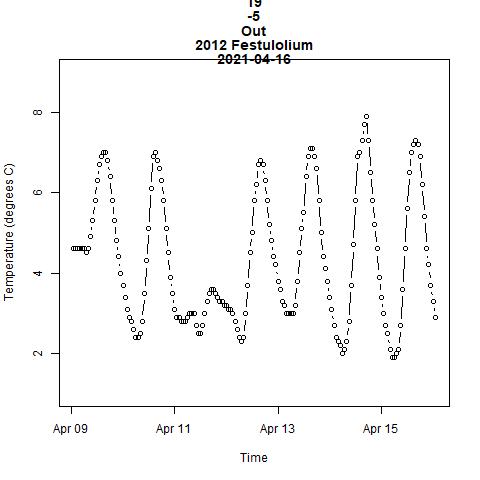 19
-5
Out
2012 Festulolium
2021-04-16
Temperature (degrees C)
8
6
4
2
Apr 09
Apr 11
Apr 13
Apr 15
Time